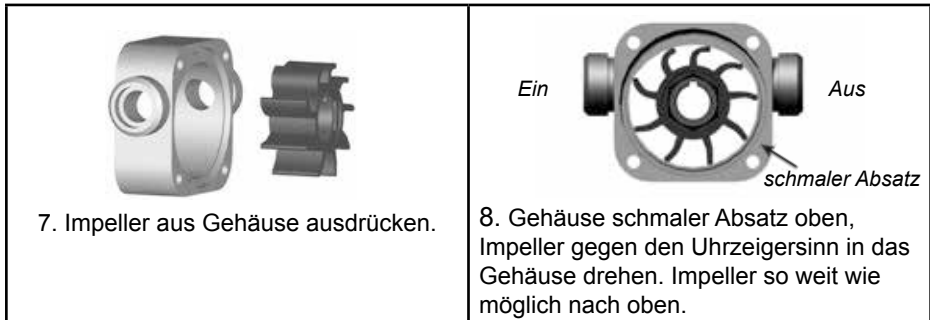 7. Impeller aus Gehäuse ausdrücken.
Ein
Aus
schmaler Absatz
8. Gehäuse schmaler Absatz oben,
Impeller gegen den Uhrzeigersinn in das
Gehäuse drehen. Impeller so weit wie
möglich nach oben.